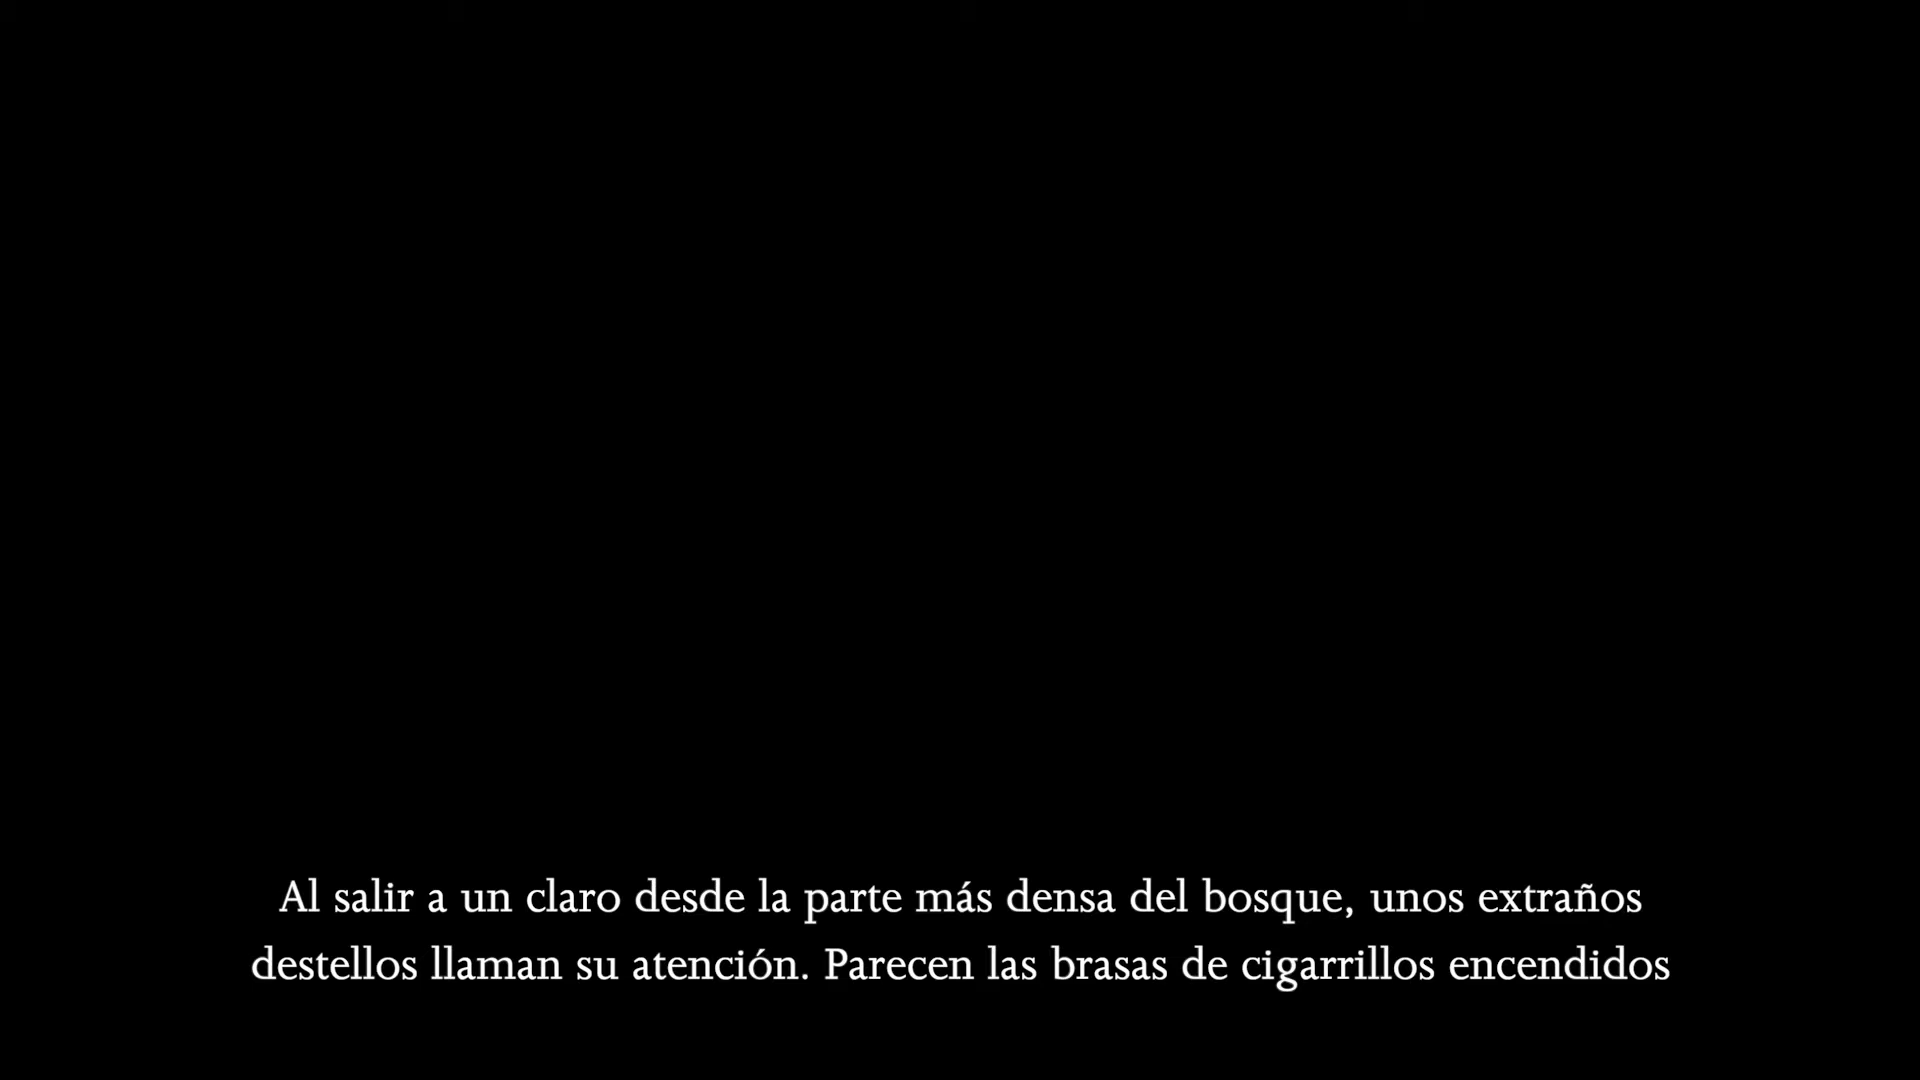 Al salir a un claro desde la parte más densa del bosque, unos extraños
destellos llaman su atención. Parecen las brasas de cigarrillos encendidos